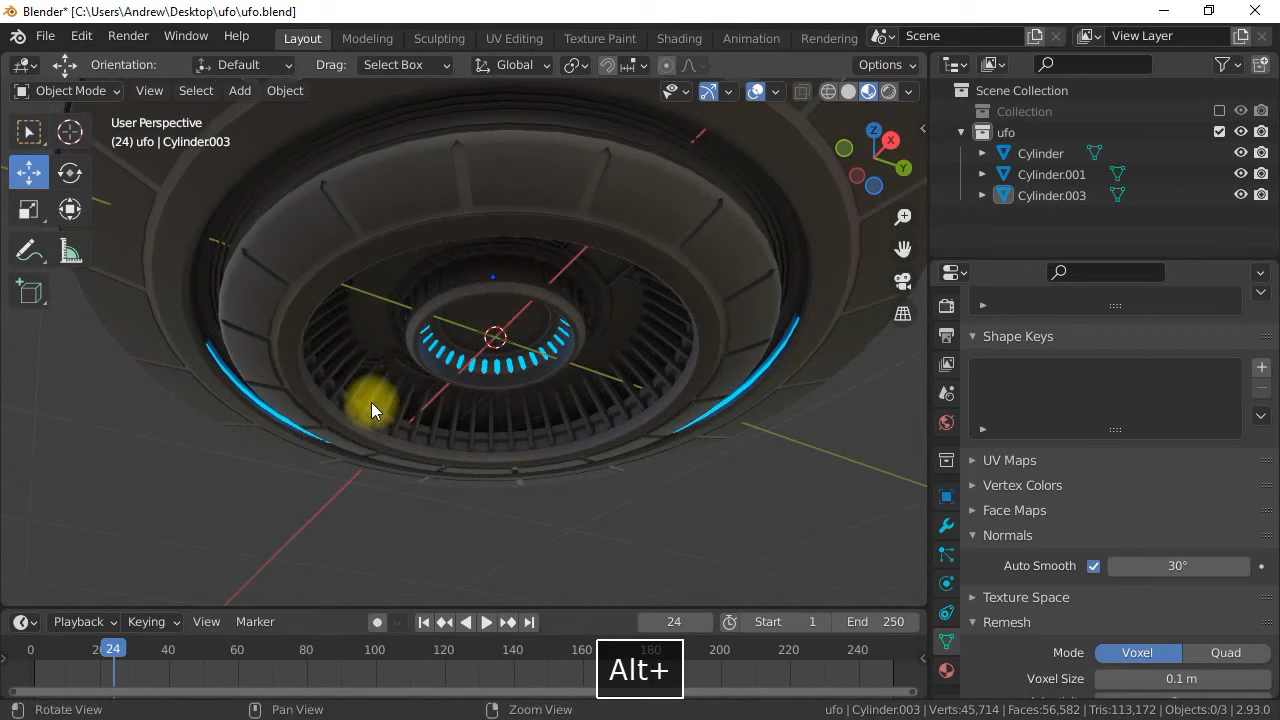 Blender* [C:\Users\Andrew\Desktop\ufo\ufo.blend]
File Edit Render Window Help Layout Modeling Sculpting UV Editing Texture Paint Shading Animation Rendering Scene View Layer
Orientation: Default Drag: Select Box Global Options
Object Mode View Select Add Object
Scene Collection
Collection
ufo
Cylinder
Cylinder.001
Cylinder.003
User Perspective
(24) ufo | Cylinder.003
Z
X
Y
Shape Keys
UV Maps
Vertex Colors
Face Maps
Normals
Auto Smooth 30°
Texture Space
Remesh
Mode Voxel Quad
Voxel Size 0.1 m
Playback Keying View Marker 24 Start 1 End 250
0 24 40 60 80 100 120 140 160 180 200 220 240
Alt+
Rotate View Pan View Zoom View ufo | Cylinder.003 | Verts:45,714 | Faces:56,582 | Tris:113,172 | Objects:0/3 | 2.93.0